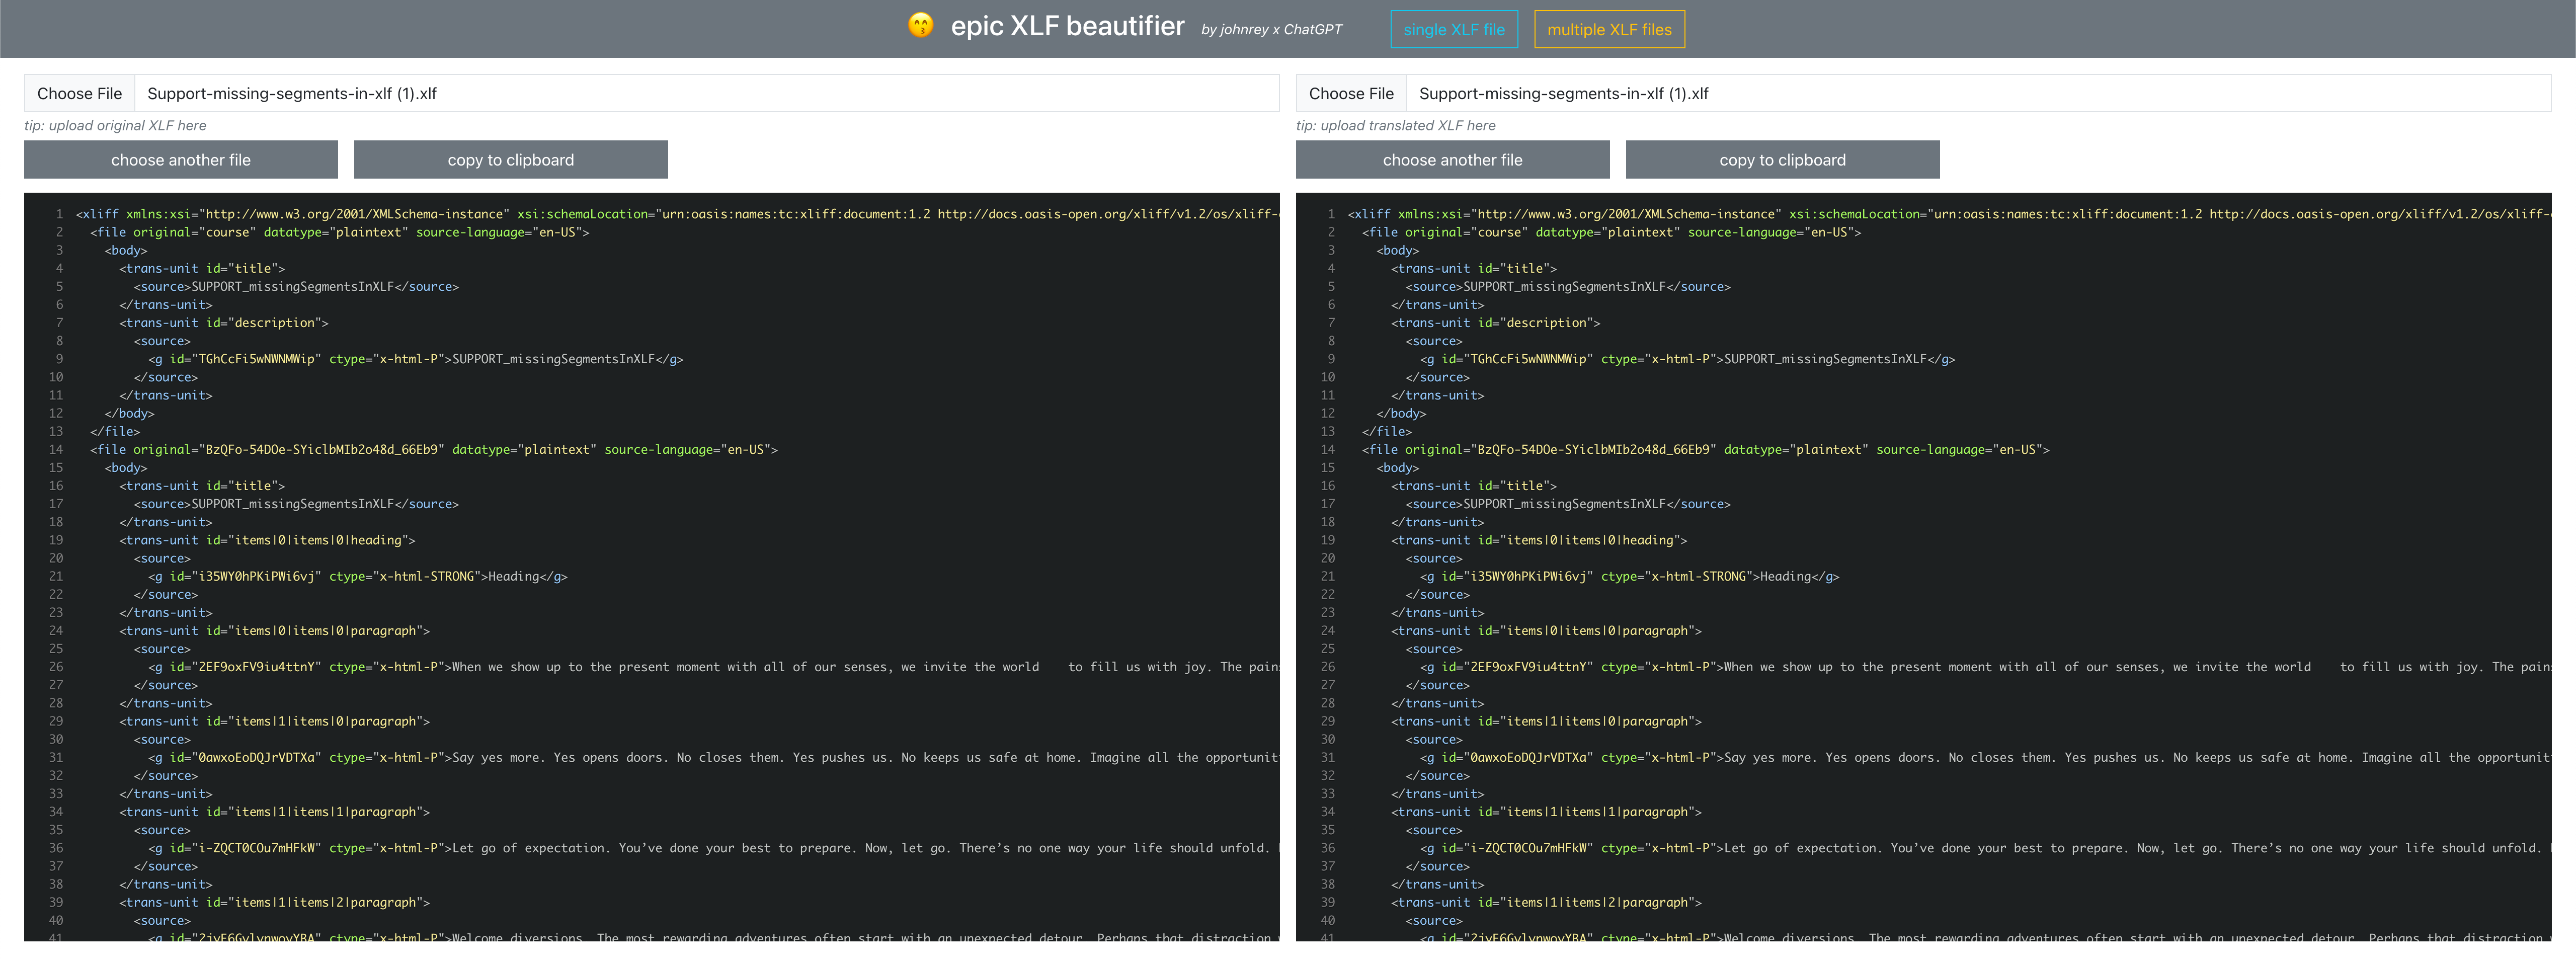 😙 epic XLF beautifier by johnrey x ChatGPT single XLF file multiple XLF files
Choose File Support-missing-segments-in-xlf (1).xlf
tip: upload original XLF here
choose another file copy to clipboard
1 <xliff xmlns:xsi="http://www.w3.org/2001/XMLSchema-instance" xsi:schemaLocation="urn:oasis:names:tc:xliff:document:1.2 http://docs.oasis-open.org/xliff/v1.2/os/xliff-
2 <file original="course" datatype="plaintext" source-language="en-US">
3 <body>
4 <trans-unit id="title">
5 <source>SUPPORT_missingSegmentsInXLF</source>
6 </trans-unit>
7 <trans-unit id="description">
8 <source>
9 <g id="TGhCcFi5wNWNMWip" ctype="x-html-P">SUPPORT_missingSegmentsInXLF</g>
10 </source>
11 </trans-unit>
12 </body>
13 </file>
14 <file original="BzQFo-54DOe-SYiclbMIb2o48d_66Eb9" datatype="plaintext" source-language="en-US">
15 <body>
16 <trans-unit id="title">
17 <source>SUPPORT_missingSegmentsInXLF</source>
18 </trans-unit>
19 <trans-unit id="items|0|items|0|heading">
20 <source>
21 <g id="i35WY0hPKiPWi6vj" ctype="x-html-STRONG">Heading</g>
22 </source>
23 </trans-unit>
24 <trans-unit id="items|0|items|0|paragraph">
25 <source>
26 <g id="2EF9oxFV9iu4ttnY" ctype="x-html-P">When we show up to the present moment with all of our senses, we invite the world    to fill us with joy. The pain
27 </source>
28 </trans-unit>
29 <trans-unit id="items|1|items|0|paragraph">
30 <source>
31 <g id="0awxoEoDQJrVDTXa" ctype="x-html-P">Say yes more. Yes opens doors. No closes them. Yes pushes us. No keeps us safe at home. Imagine all the opportunit
32 </source>
33 </trans-unit>
34 <trans-unit id="items|1|items|1|paragraph">
35 <source>
36 <g id="i-ZQCT0COu7mHFkW" ctype="x-html-P">Let go of expectation. You’ve done your best to prepare. Now, let go. There’s no one way your life should unfold.
37 </source>
38 </trans-unit>
39 <trans-unit id="items|1|items|2|paragraph">
40 <source>
41 <g id="2jyE6GvlvnwoyYBA" ctype="x-html-P">Welcome diversions. The most rewarding adventures often start with an unexpected detour. Perhaps that distraction
Choose File Support-missing-segments-in-xlf (1).xlf
tip: upload translated XLF here
choose another file copy to clipboard
1 <xliff xmlns:xsi="http://www.w3.org/2001/XMLSchema-instance" xsi:schemaLocation="urn:oasis:names:tc:xliff:document:1.2 http://docs.oasis-open.org/xliff/v1.2/os/xliff-
2 <file original="course" datatype="plaintext" source-language="en-US">
3 <body>
4 <trans-unit id="title">
5 <source>SUPPORT_missingSegmentsInXLF</source>
6 </trans-unit>
7 <trans-unit id="description">
8 <source>
9 <g id="TGhCcFi5wNWNMWip" ctype="x-html-P">SUPPORT_missingSegmentsInXLF</g>
10 </source>
11 </trans-unit>
12 </body>
13 </file>
14 <file original="BzQFo-54DOe-SYiclbMIb2o48d_66Eb9" datatype="plaintext" source-language="en-US">
15 <body>
16 <trans-unit id="title">
17 <source>SUPPORT_missingSegmentsInXLF</source>
18 </trans-unit>
19 <trans-unit id="items|0|items|0|heading">
20 <source>
21 <g id="i35WY0hPKiPWi6vj" ctype="x-html-STRONG">Heading</g>
22 </source>
23 </trans-unit>
24 <trans-unit id="items|0|items|0|paragraph">
25 <source>
26 <g id="2EF9oxFV9iu4ttnY" ctype="x-html-P">When we show up to the present moment with all of our senses, we invite the world    to fill us with joy. The pain
27 </source>
28 </trans-unit>
29 <trans-unit id="items|1|items|0|paragraph">
30 <source>
31 <g id="0awxoEoDQJrVDTXa" ctype="x-html-P">Say yes more. Yes opens doors. No closes them. Yes pushes us. No keeps us safe at home. Imagine all the opportunit
32 </source>
33 </trans-unit>
34 <trans-unit id="items|1|items|1|paragraph">
35 <source>
36 <g id="i-ZQCT0COu7mHFkW" ctype="x-html-P">Let go of expectation. You’ve done your best to prepare. Now, let go. There’s no one way your life should unfold.
37 </source>
38 </trans-unit>
39 <trans-unit id="items|1|items|2|paragraph">
40 <source>
41 <g id="2jyE6GvlvnwoyYBA" ctype="x-html-P">Welcome diversions. The most rewarding adventures often start with an unexpected detour. Perhaps that distraction